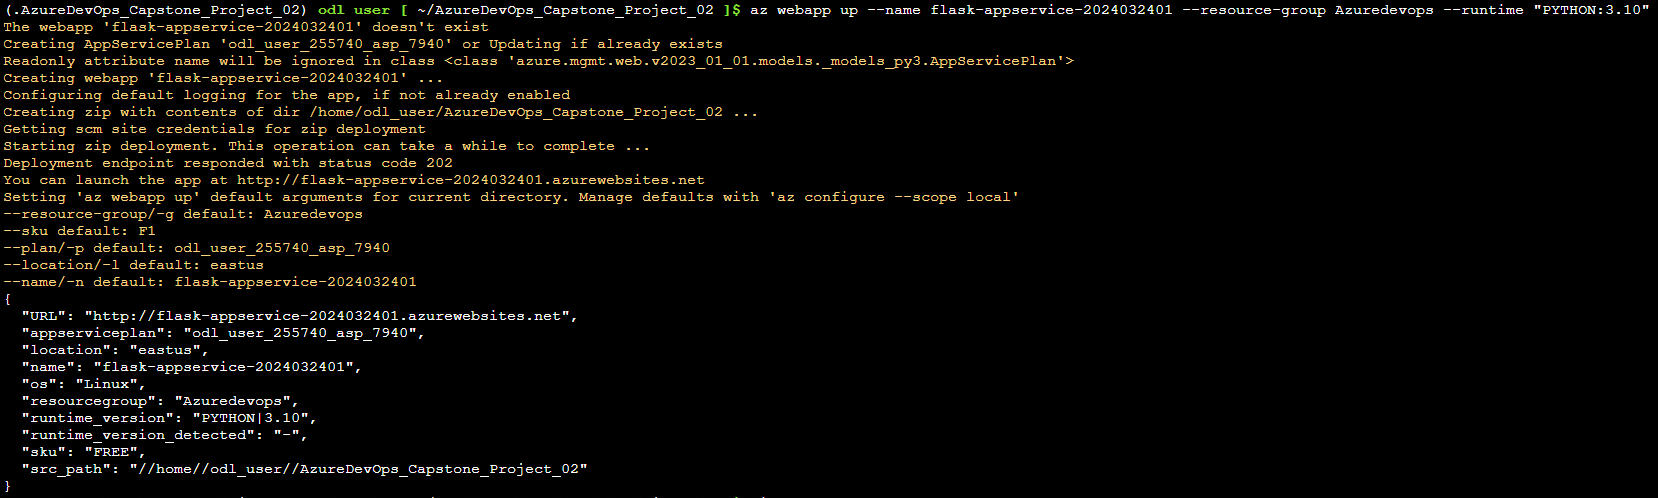 (.AzureDevOps_Capstone_Project_02) odl_user [ ~/AzureDevOps_Capstone_Project_02 ]$ az webapp up --name flask-appservice-2024032401 --resource-group Azuredevops --runtime "PYTHON:3.10"
The webapp 'flask-appservice-2024032401' doesn't exist
Creating AppServicePlan 'odl_user_255740_asp_7940' or Updating if already exists
Readonly attribute name will be ignored in class <class 'azure.mgmt.web.v2023_01_01.models._models_py3.AppServicePlan'>
Creating webapp 'flask-appservice-2024032401' ...
Configuring default logging for the app, if not already enabled
Creating zip with contents of dir /home/odl_user/AzureDevOps_Capstone_Project_02 ...
Getting scm site credentials for zip deployment
Starting zip deployment. This operation can take a while to complete ...
Deployment endpoint responded with status code 202
You can launch the app at http://flask-appservice-2024032401.azurewebsites.net
Setting 'az webapp up' default arguments for current directory. Manage defaults with 'az configure --scope local'
--resource-group/-g default: Azuredevops
--sku default: F1
--plan/-p default: odl_user_255740_asp_7940
--location/-l default: eastus
--name/-n default: flask-appservice-2024032401
{
  "URL": "http://flask-appservice-2024032401.azurewebsites.net",
  "appserviceplan": "odl_user_255740_asp_7940",
  "location": "eastus",
  "name": "flask-appservice-2024032401",
  "os": "Linux",
  "resourcegroup": "Azuredevops",
  "runtime_version": "PYTHON|3.10",
  "runtime_version_detected": "-",
  "sku": "FREE",
  "src_path": "//home//odl_user//AzureDevOps_Capstone_Project_02"
}